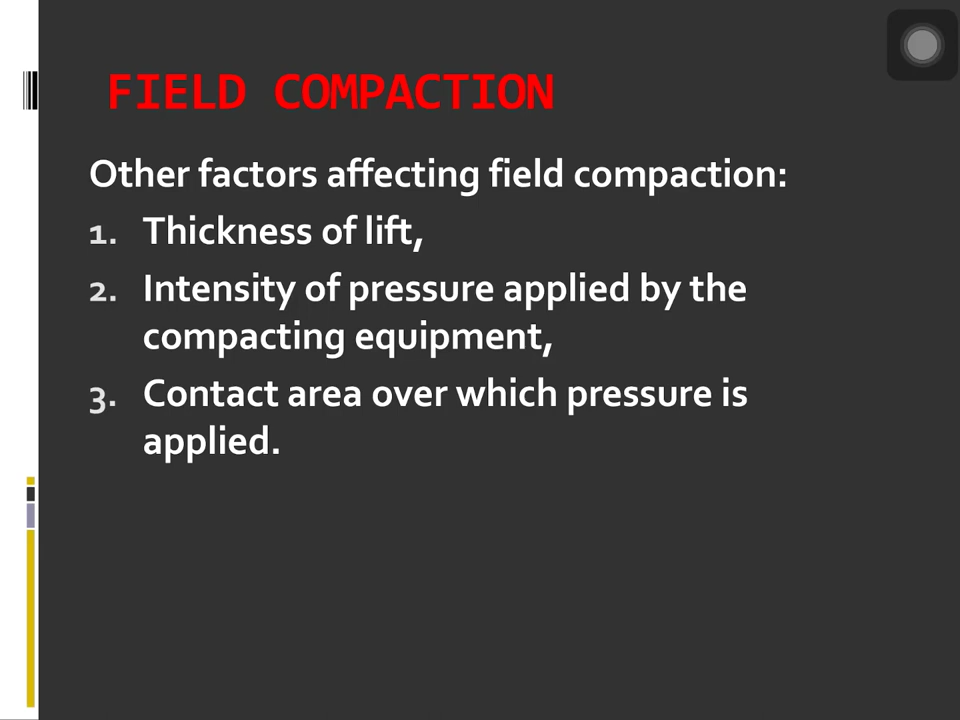 FIELD COMPACTION
Other factors affecting field compaction:
1. Thickness of lift,
2. Intensity of pressure applied by the
compacting equipment,
3. Contact area over which pressure is
applied.